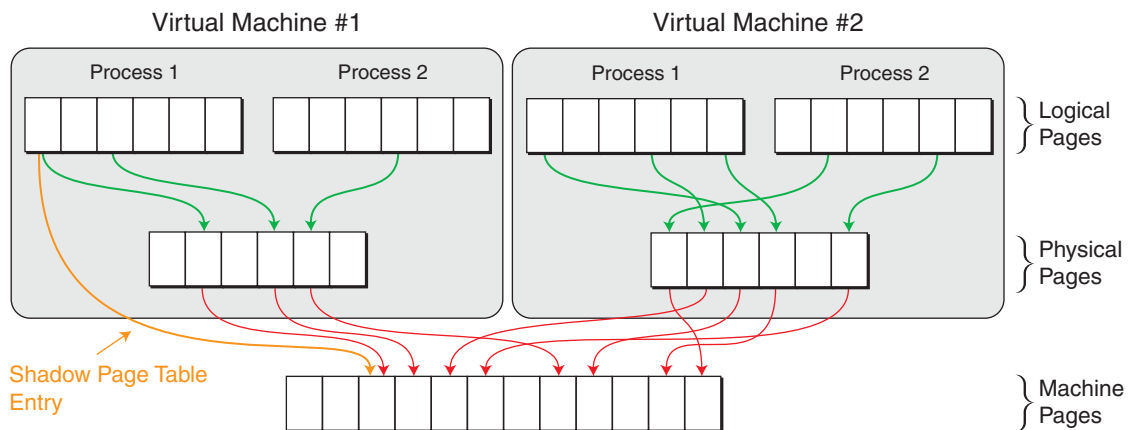 Virtual Machine #1
Virtual Machine #2
Process 1
Process 2
Process 1
Process 2
Logical
Pages
Physical
Pages
Shadow Page Table
Entry
Machine
Pages